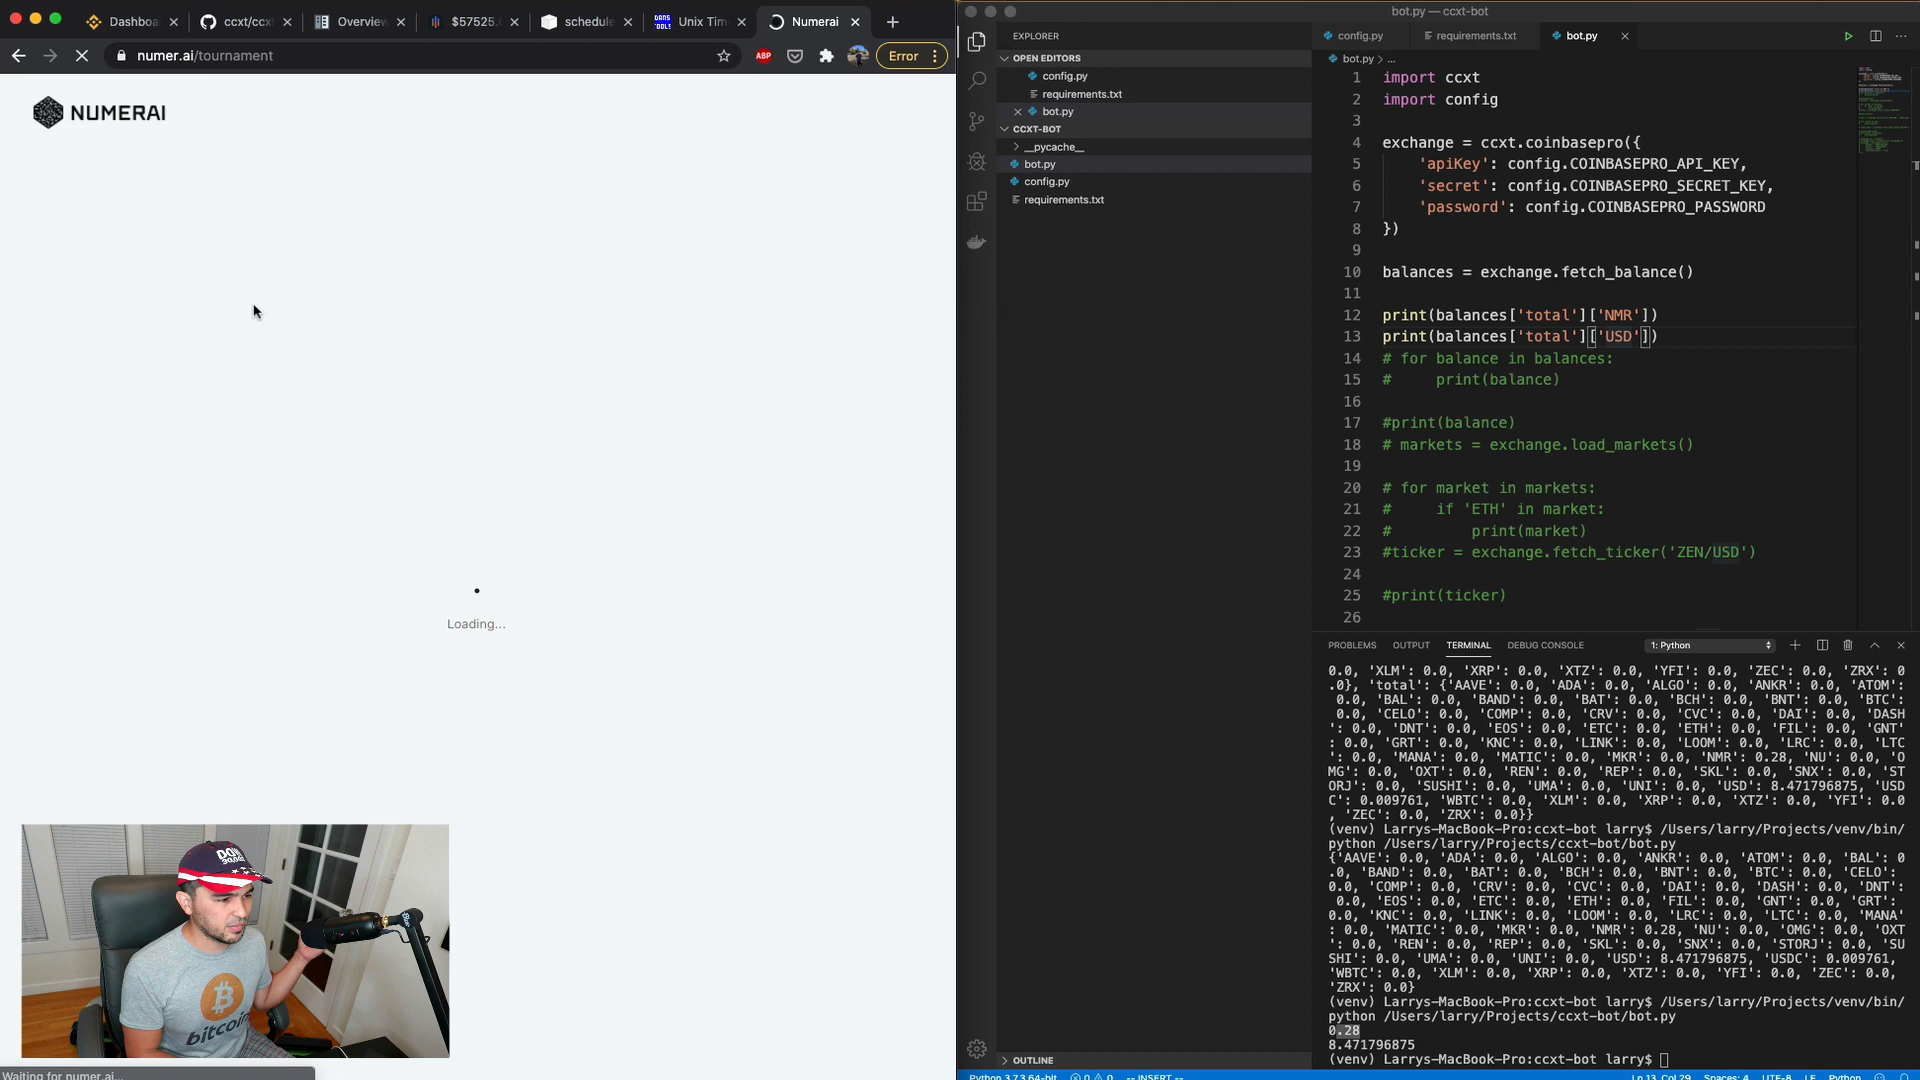 Dashboa
ccxt/ccx
Overview
$57525.
schedule
Unix Tim
Numerai
numer.ai/tournament
ABP
Error
NUMERAI
Loading...
DOW
30,000
bitcoin
Waiting for numer.ai...
bot.py — ccxt-bot
EXPLORER
OPEN EDITORS
config.py
requirements.txt
bot.py
CCXT-BOT
__pycache__
bot.py
config.py
requirements.txt
OUTLINE
config.py
requirements.txt
bot.py
bot.py > ...
1 import ccxt
2 import config
3
4 exchange = ccxt.coinbasepro({
5 'apiKey': config.COINBASEPRO_API_KEY,
6 'secret': config.COINBASEPRO_SECRET_KEY,
7 'password': config.COINBASEPRO_PASSWORD
8 })
9
10 balances = exchange.fetch_balance()
11
12 print(balances['total']['NMR'])
13 print(balances['total']['USD'])
14 # for balance in balances:
15 #     print(balance)
16
17 #print(balance)
18 # markets = exchange.load_markets()
19
20 # for market in markets:
21 #     if 'ETH' in market:
22 #         print(market)
23 #ticker = exchange.fetch_ticker('ZEN/USD')
24
25 #print(ticker)
26
PROBLEMS OUTPUT TERMINAL DEBUG CONSOLE 1: Python
0.0, 'XLM': 0.0, 'XRP': 0.0, 'XTZ': 0.0, 'YFI': 0.0, 'ZEC': 0.0, 'ZRX': 0
.0}, 'total': {'AAVE': 0.0, 'ADA': 0.0, 'ALGO': 0.0, 'ANKR': 0.0, 'ATOM':
0.0, 'BAL': 0.0, 'BAND': 0.0, 'BAT': 0.0, 'BCH': 0.0, 'BNT': 0.0, 'BTC':
0.0, 'CELO': 0.0, 'COMP': 0.0, 'CRV': 0.0, 'CVC': 0.0, 'DAI': 0.0, 'DASH'
: 0.0, 'DNT': 0.0, 'EOS': 0.0, 'ETC': 0.0, 'ETH': 0.0, 'FIL': 0.0, 'GNT'
: 0.0, 'GRT': 0.0, 'KNC': 0.0, 'LINK': 0.0, 'LOOM': 0.0, 'LRC': 0.0, 'LTC
': 0.0, 'MANA': 0.0, 'MATIC': 0.0, 'MKR': 0.0, 'NMR': 0.28, 'NU': 0.0, 'O
MG': 0.0, 'OXT': 0.0, 'REN': 0.0, 'REP': 0.0, 'SKL': 0.0, 'SNX': 0.0, 'ST
ORJ': 0.0, 'SUSHI': 0.0, 'UMA': 0.0, 'UNI': 0.0, 'USD': 8.471796875, 'USD
C': 0.009761, 'WBTC': 0.0, 'XLM': 0.0, 'XRP': 0.0, 'XTZ': 0.0, 'YFI': 0.0
, 'ZEC': 0.0, 'ZRX': 0.0}}
(venv) Larrys-MacBook-Pro:ccxt-bot larry$ /Users/larry/Projects/venv/bin/
python /Users/larry/Projects/ccxt-bot/bot.py
{'AAVE': 0.0, 'ADA': 0.0, 'ALGO': 0.0, 'ANKR': 0.0, 'ATOM': 0.0, 'BAL': 0
.0, 'BAND': 0.0, 'BAT': 0.0, 'BCH': 0.0, 'BNT': 0.0, 'BTC': 0.0, 'CELO':
0.0, 'COMP': 0.0, 'CRV': 0.0, 'CVC': 0.0, 'DAI': 0.0, 'DASH': 0.0, 'DNT':
0.0, 'EOS': 0.0, 'ETC': 0.0, 'ETH': 0.0, 'FIL': 0.0, 'GNT': 0.0, 'GRT':
0.0, 'KNC': 0.0, 'LINK': 0.0, 'LOOM': 0.0, 'LRC': 0.0, 'LTC': 0.0, 'MANA'
: 0.0, 'MATIC': 0.0, 'MKR': 0.0, 'NMR': 0.28, 'NU': 0.0, 'OMG': 0.0, 'OXT
': 0.0, 'REN': 0.0, 'REP': 0.0, 'SKL': 0.0, 'SNX': 0.0, 'STORJ': 0.0, 'SU
SHI': 0.0, 'UMA': 0.0, 'UNI': 0.0, 'USD': 8.471796875, 'USDC': 0.009761,
'WBTC': 0.0, 'XLM': 0.0, 'XRP': 0.0, 'XTZ': 0.0, 'YFI': 0.0, 'ZEC': 0.0,
'ZRX': 0.0}
(venv) Larrys-MacBook-Pro:ccxt-bot larry$ /Users/larry/Projects/venv/bin/
python /Users/larry/Projects/ccxt-bot/bot.py
0.28
8.471796875
(venv) Larrys-MacBook-Pro:ccxt-bot larry$
Python 3.7.3 64-bit 0 0 -- INSERT -- Ln 13, Col 29 Spaces: 4 UTF-8 LF Python